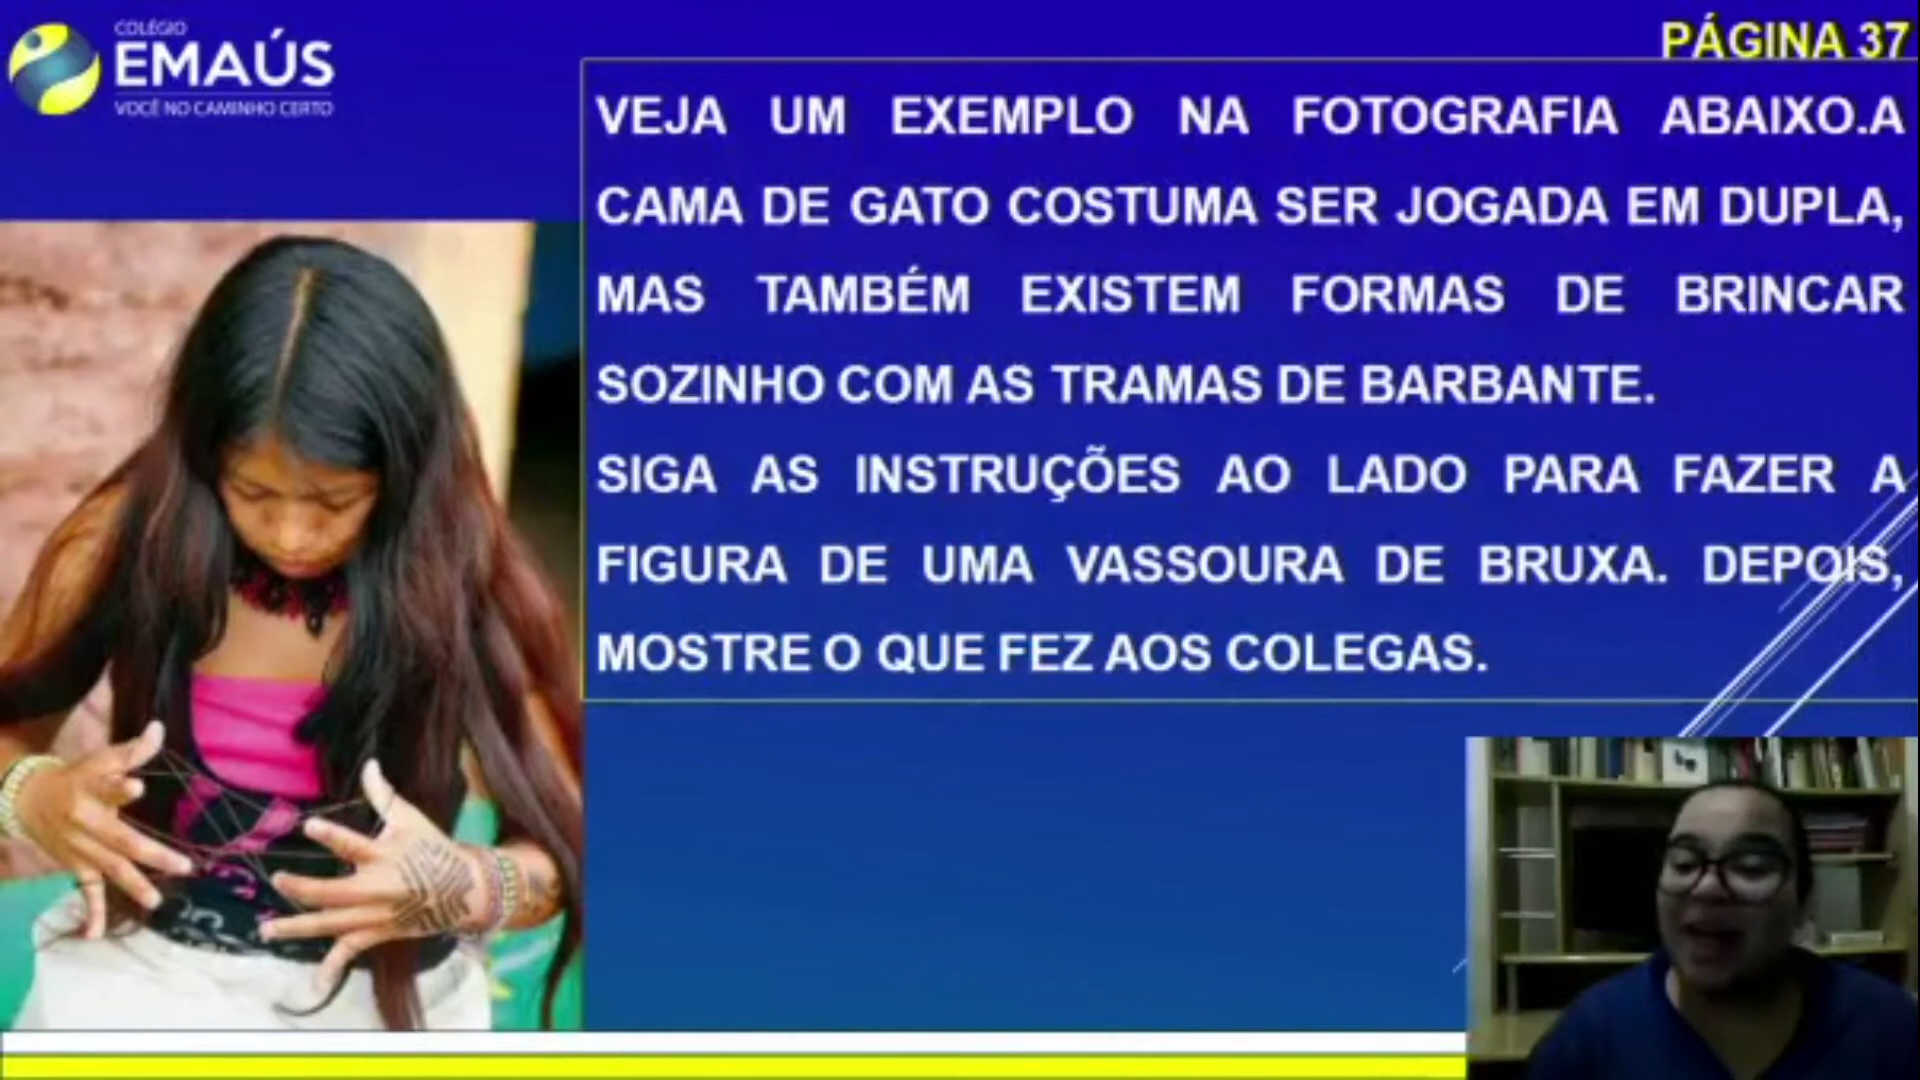 COLÉGIO
EMAÚS
VOCÊ NO CAMINHO CERTO
PÁGINA 37
VEJA UM EXEMPLO NA FOTOGRAFIA ABAIXO.A
CAMA DE GATO COSTUMA SER JOGADA EM DUPLA,
MAS TAMBÉM EXISTEM FORMAS DE BRINCAR
SOZINHO COM AS TRAMAS DE BARBANTE.
SIGA AS INSTRUÇÕES AO LADO PARA FAZER A
FIGURA DE UMA VASSOURA DE BRUXA. DEPOIS,
MOSTRE O QUE FEZ AOS COLEGAS.